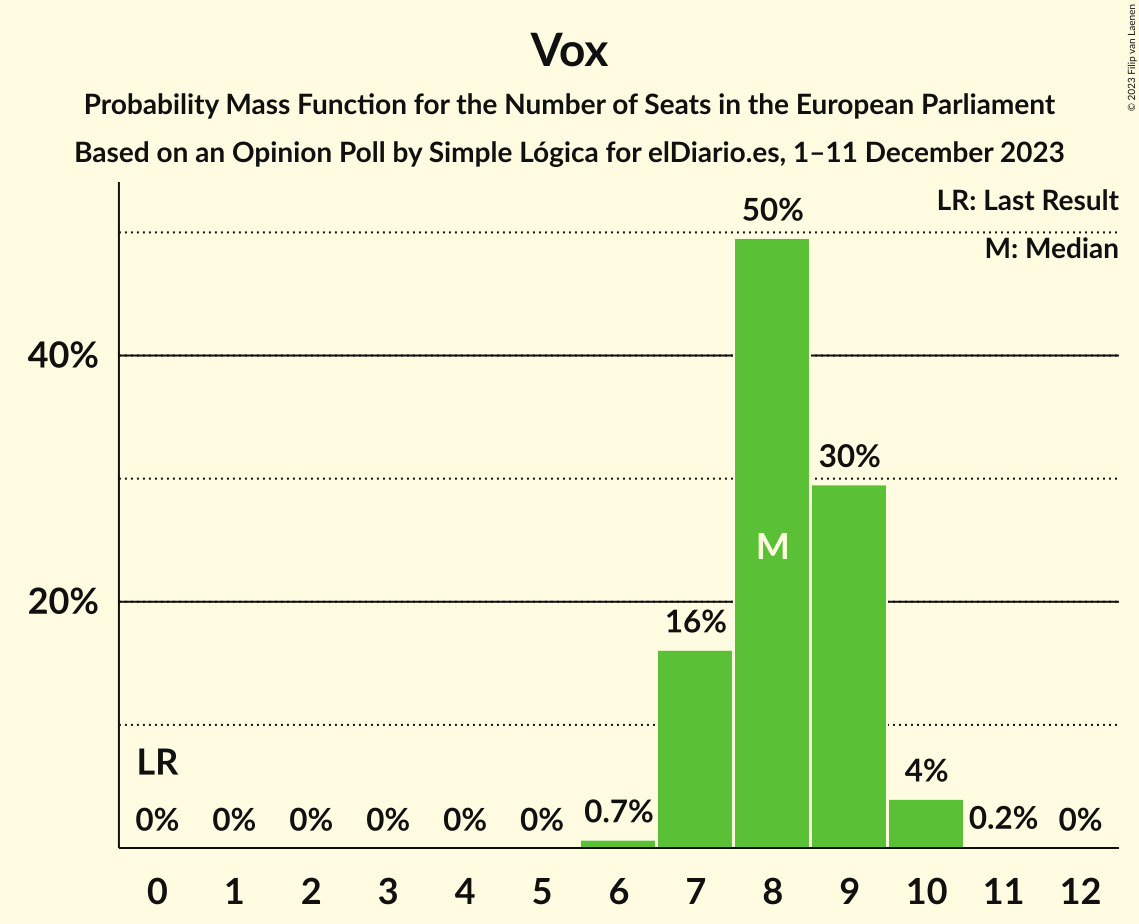 Vox
Probability Mass Function for the Number of Seats in the European Parliament
Based on an Opinion Poll by Simple Lógica for elDiario.es, 1–11 December 2023
© 2023 Filip van Laenen
LR: Last Result
M: Median
50%
40%
30%
M
20%
16%
LR
4%
0% 0% 0% 0% 0% 0% 0.7% 0.2% 0%
0 1 2 3 4 5 6 7 8 9 10 11 12